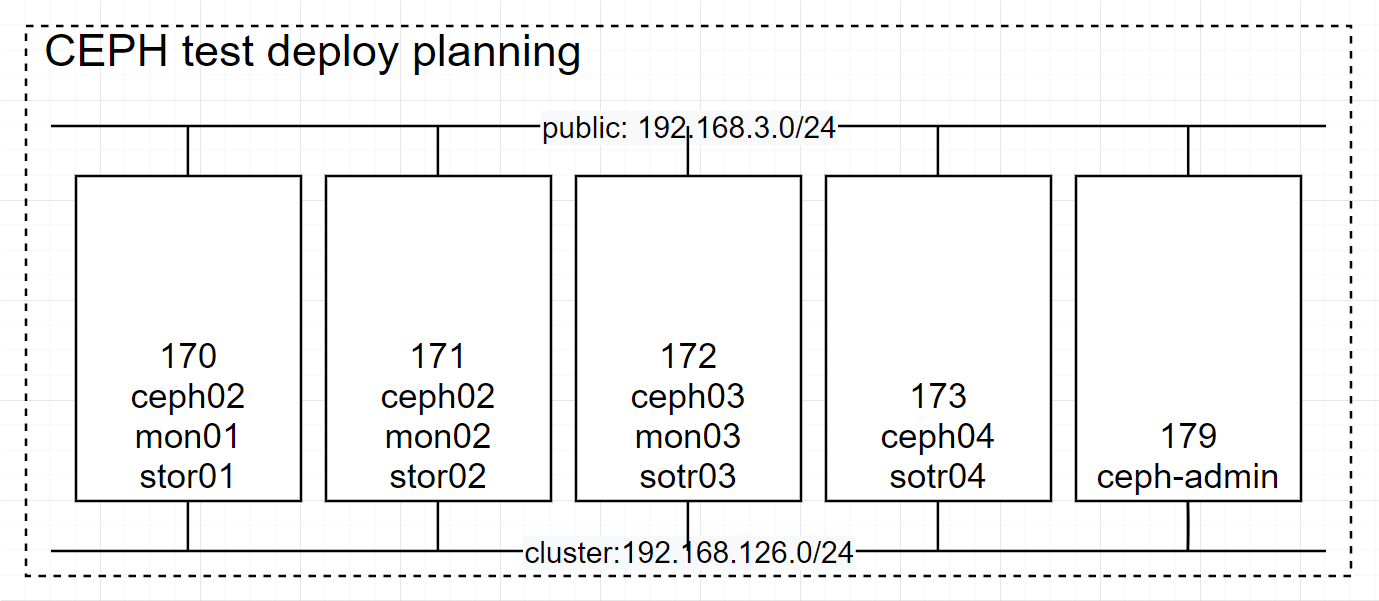 CEPH test deploy planning
public: 192.168.3.0/24
170
ceph02
mon01
stor01
171
ceph02
mon02
stor02
172
ceph03
mon03
sotr03
173
ceph04
sotr04
179
ceph-admin
cluster:192.168.126.0/24